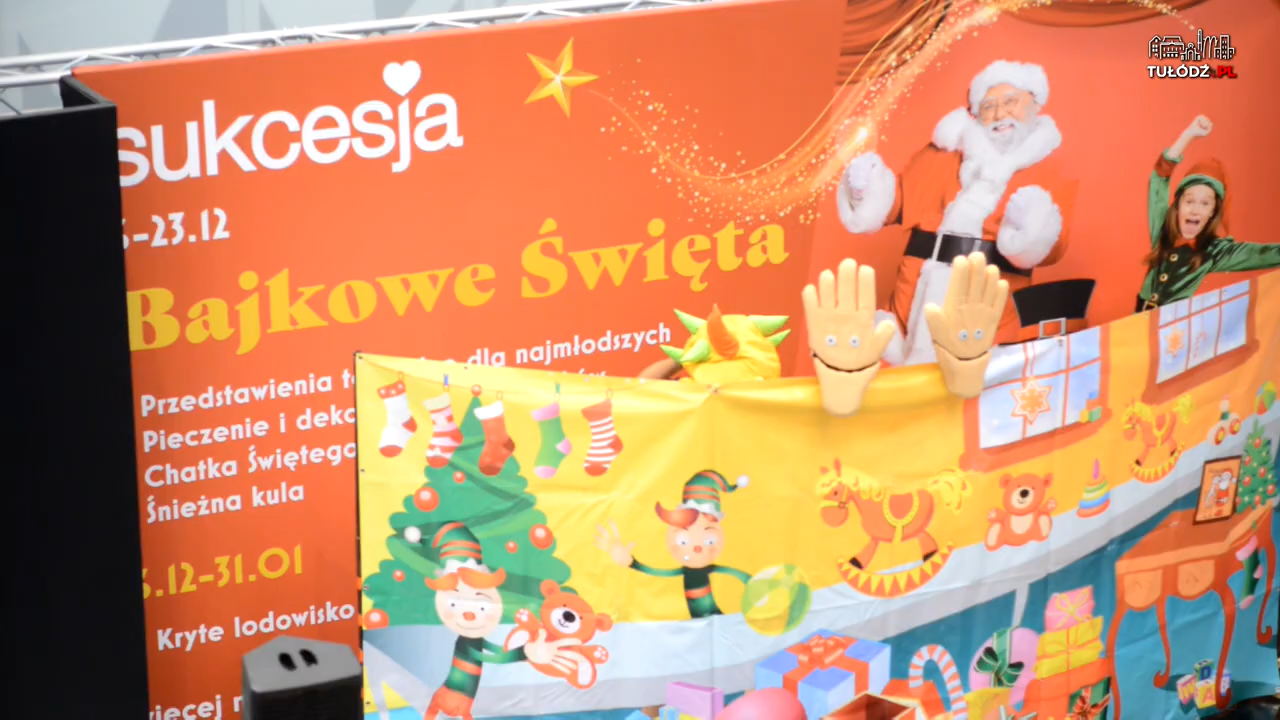 TUŁÓDŹ.PL
sukcesja
-23.12
Bajkowe Święta
dla najmłodszych
Przedstawienia
Pieczenie i
Chatka Świętego
Śnieżna kula
.12-31.01
Kryte lodowisko